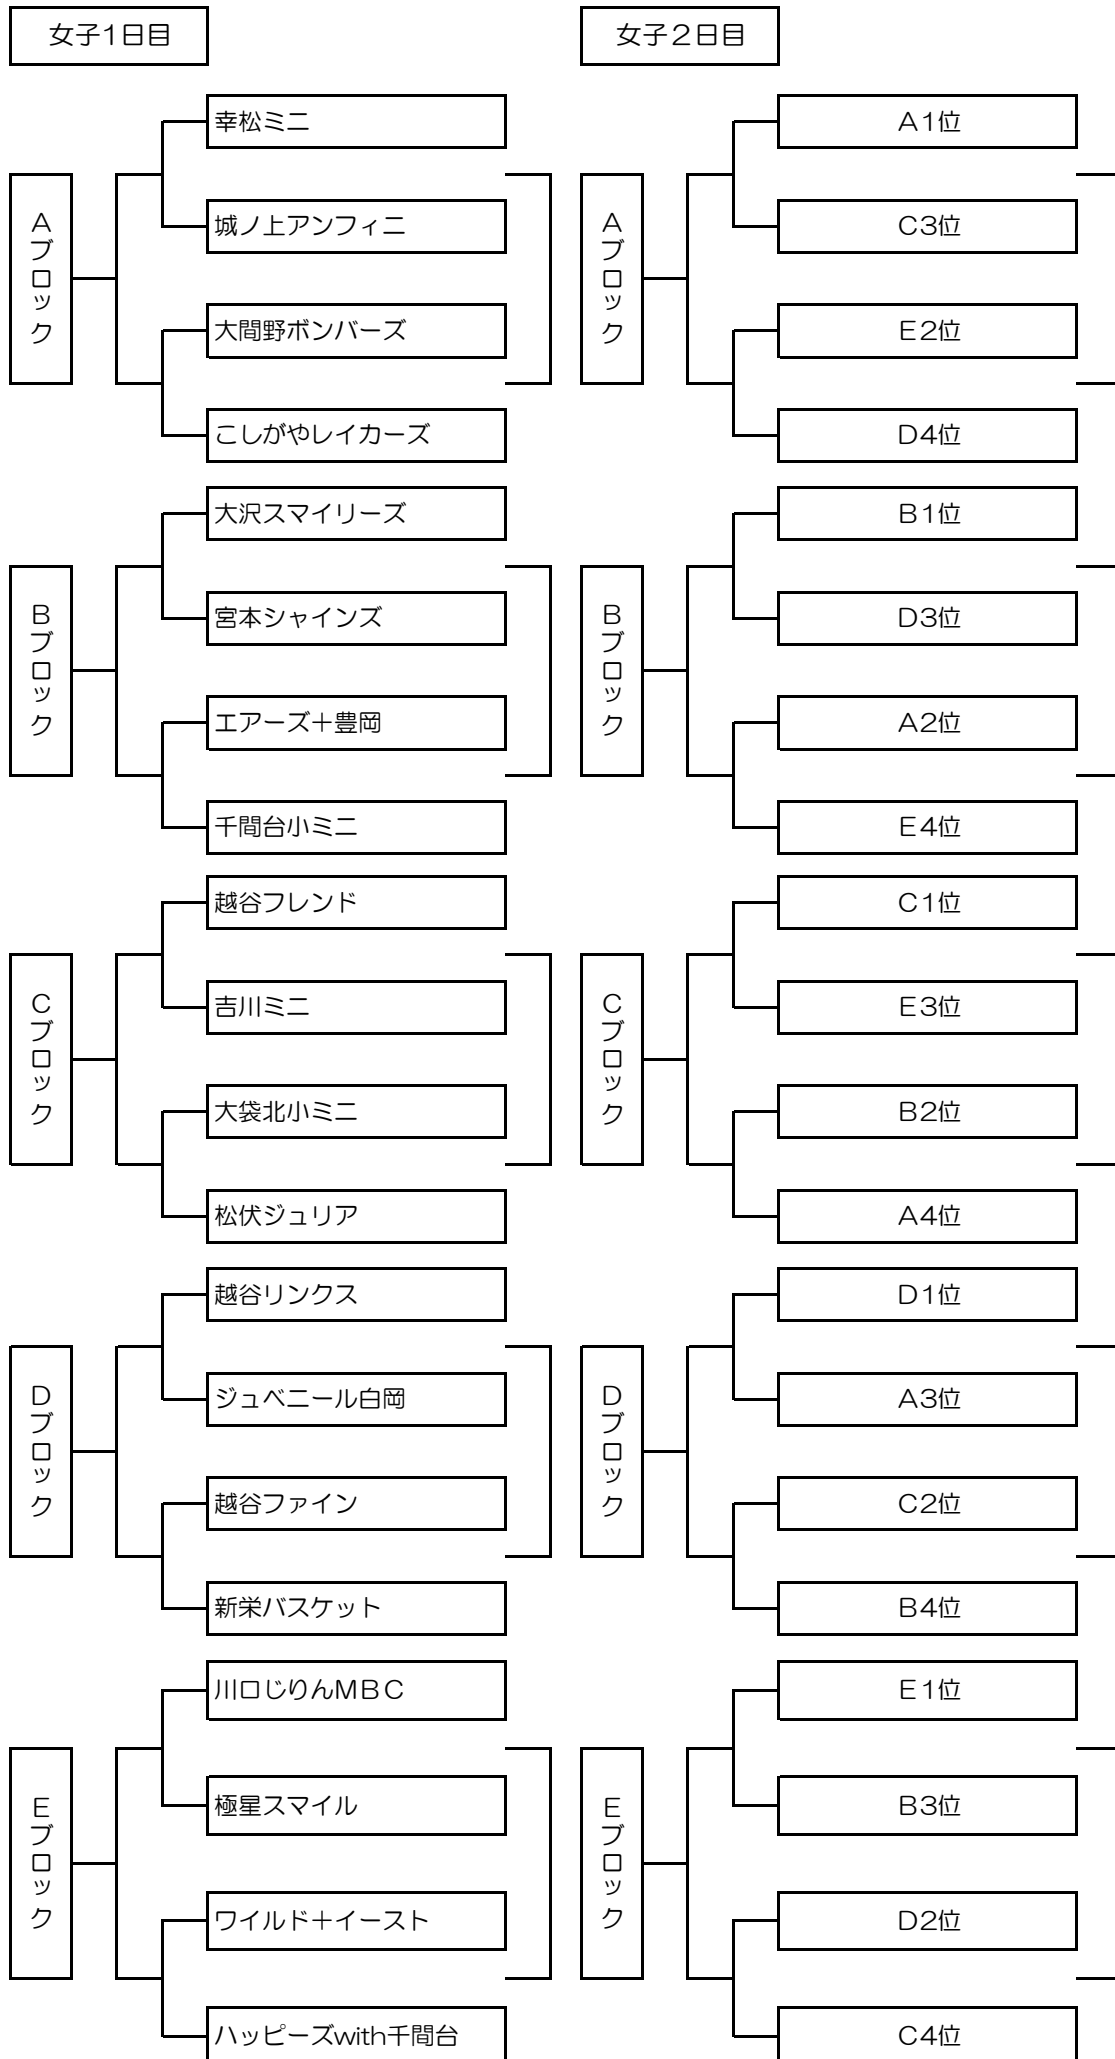 女子1日目
Aブロック
幸松ミニ
城ノ上アンフィニ
大間野ボンバーズ
こしがやレイカーズ
Bブロック
大沢スマイリーズ
宮本シャインズ
エアーズ＋豊岡
千間台小ミニ
Cブロック
越谷フレンド
吉川ミニ
大袋北小ミニ
松伏ジュリア
Dブロック
越谷リンクス
ジュベニール白岡
越谷ファイン
新栄バスケット
Eブロック
川口じりんＭＢＣ
極星スマイル
ワイルド＋イースト
ハッピーズwith千間台
女子２日目
Aブロック
Ａ1位
Ｃ3位
Ｅ2位
Ｄ4位
Bブロック
Ｂ1位
Ｄ3位
Ａ2位
Ｅ4位
Cブロック
Ｃ1位
Ｅ3位
Ｂ2位
Ａ4位
Dブロック
Ｄ1位
Ａ3位
Ｃ2位
Ｂ4位
Eブロック
Ｅ1位
Ｂ3位
Ｄ2位
Ｃ4位